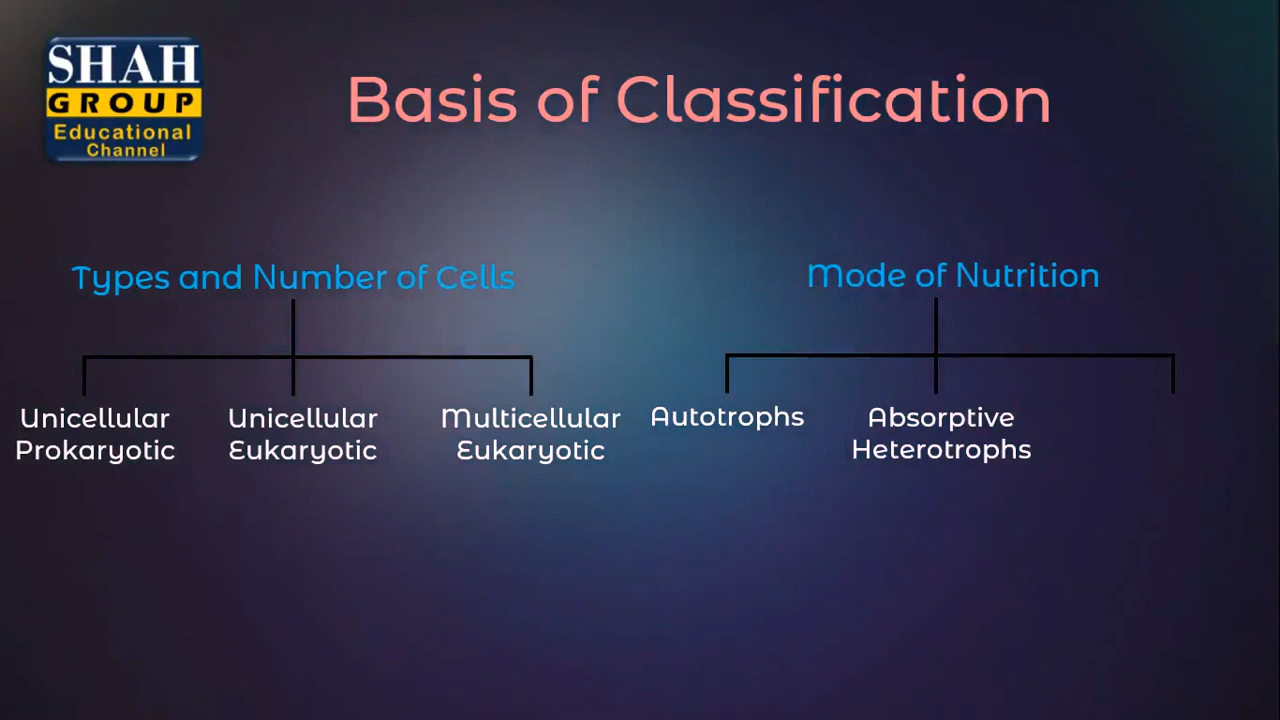 SHAH
GROUP
Educational
Channel
Basis of Classification
Types and Number of Cells
Mode of Nutrition
Unicellular
Prokaryotic
Unicellular
Eukaryotic
Multicellular
Eukaryotic
Autotrophs
Absorptive
Heterotrophs